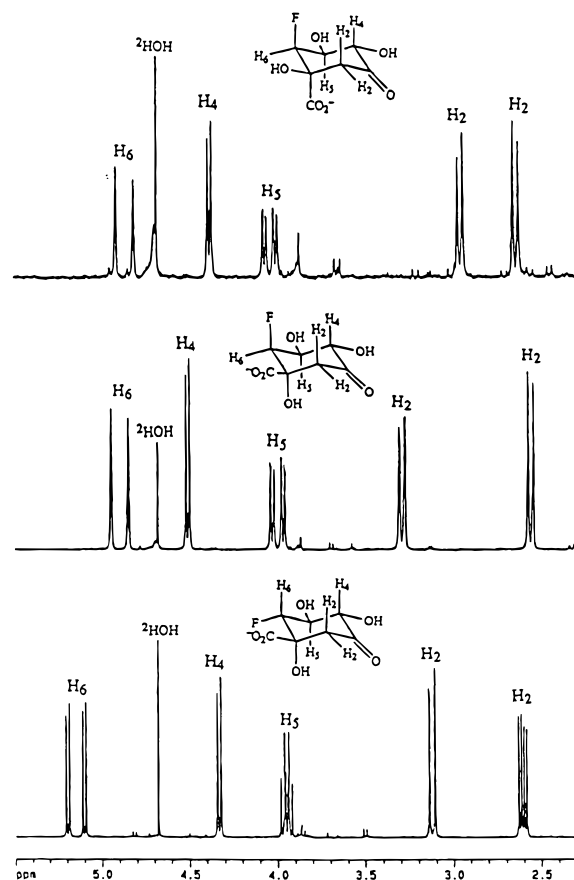 F
H₄
OH
H₂
H₆
OH
HO
H₅
H₂
O
CO₂⁻
²HOH
H₆
H₄
H₅
H₂
H₂
F
H₂
H₄
OH
OH
H₆
⁻O₂C
H₅
H₂
O
OH
H₆
²HOH
H₄
H₅
H₂
H₂
H₆
H₄
OH
H₂
OH
F
⁻O₂C
H₅
H₂
O
OH
H₆
²HOH
H₄
H₅
H₂
H₂
ppm 5.0 4.5 4.0 3.5 3.0 2.5